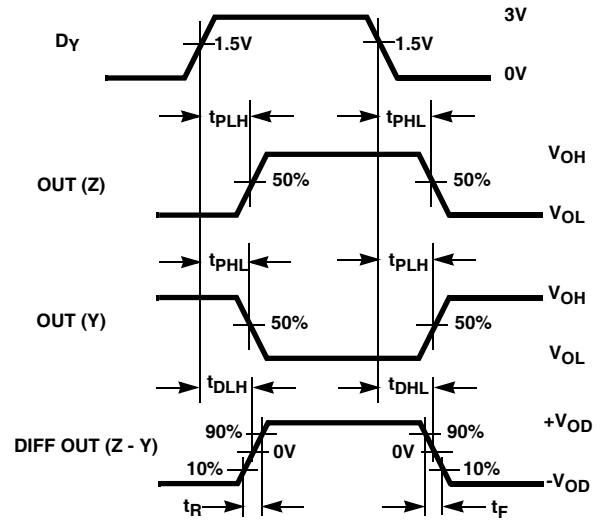 3V
DY
1.5V
1.5V
0V
tPLH
tPHL
VOH
OUT (Z)
50%
50%
VOL
tPHL
tPLH
VOH
OUT (Y)
50%
50%
VOL
tDLH
tDHL
+VOD
90%
90%
DIFF OUT (Z - Y)
0V
0V
10%
10%
-VOD
tR
tF